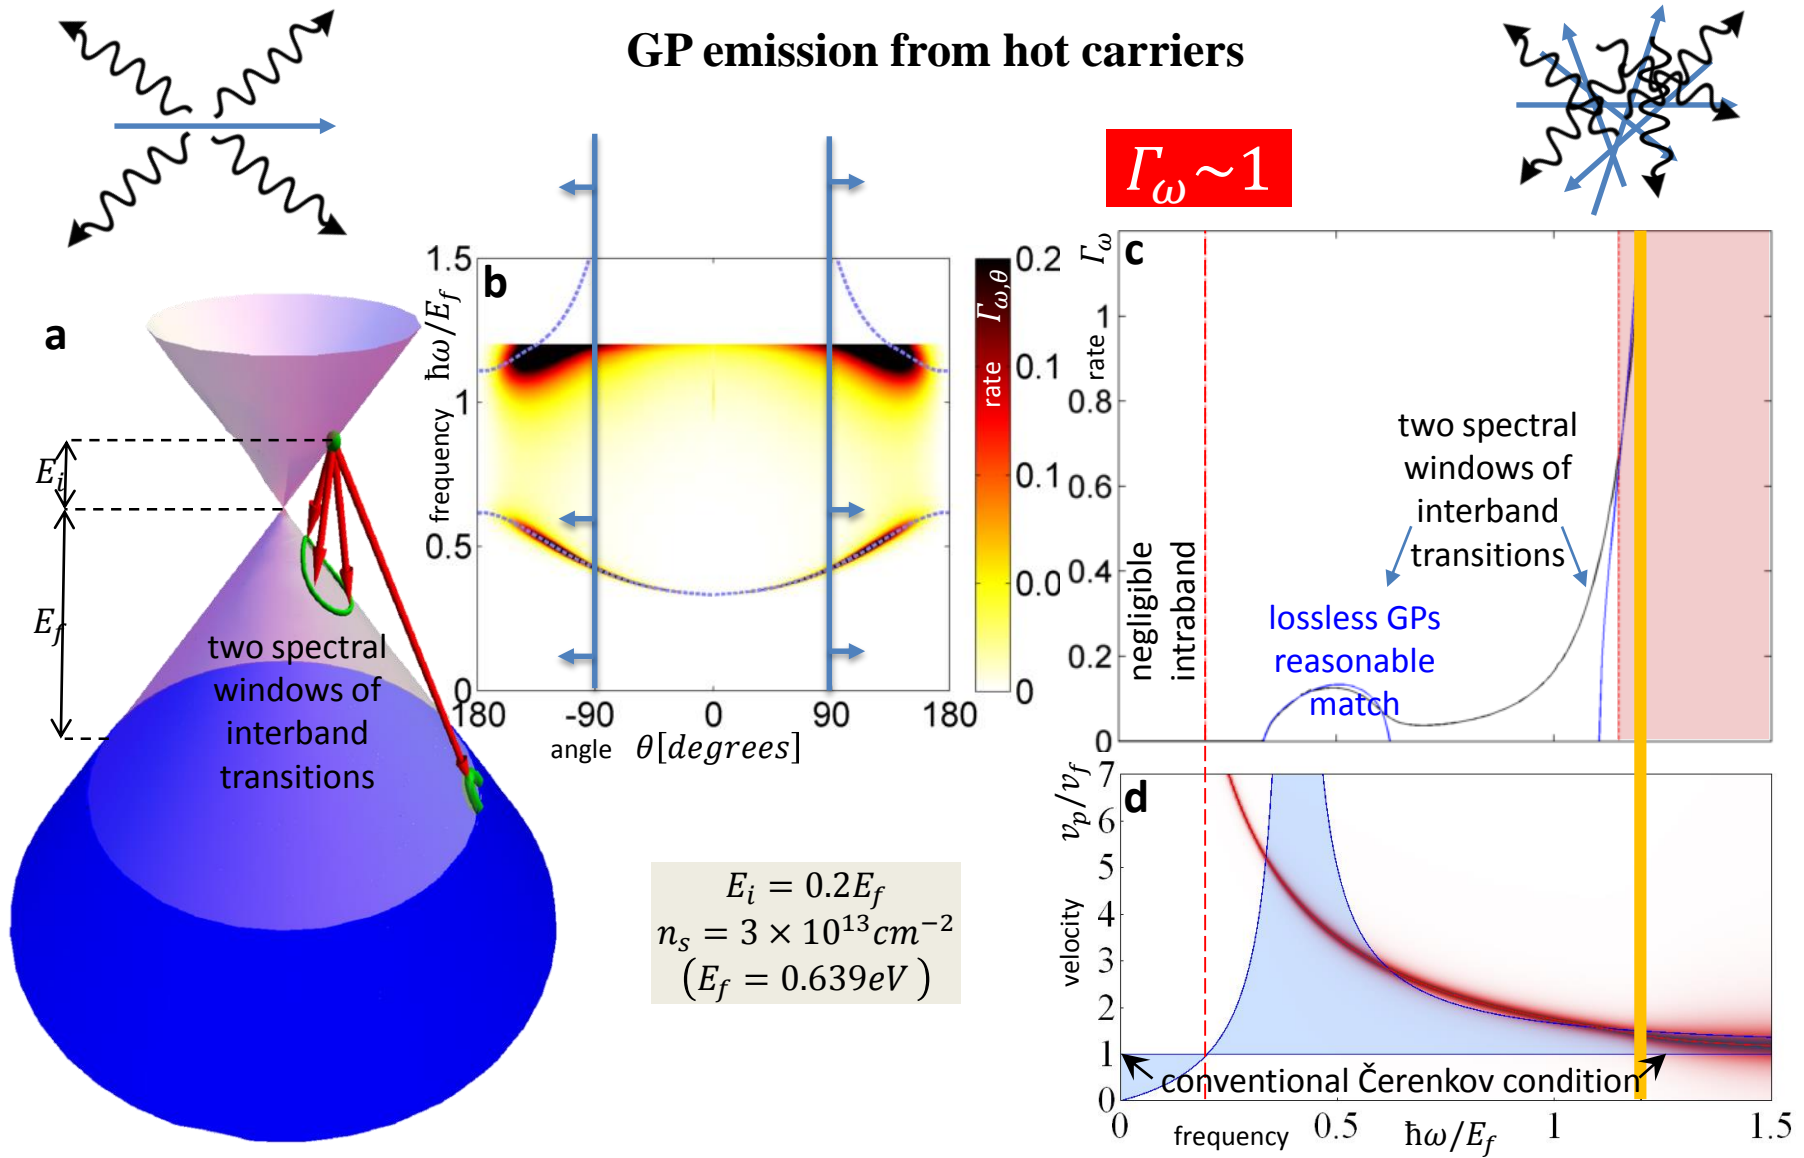 GP emission from hot carriers
Γ_ω~1
a
E_i
E_f
two spectral
windows of
interband
transitions
b
1.5
1
0.5
0
frequency ħω/E_f
180 -90 0 90 180
angle θ[degrees]
rate Γ_ω,θ
0.2
0.1
0.1
0.0
0
E_i = 0.2E_f
n_s = 3 × 10^13 cm^-2
(E_f = 0.639eV)
c
rate Γ_ω
1
0.8
0.6
0.4
0.2
0
negligible
intraband
two spectral
windows of
interband
transitions
lossless GPs
reasonable
match
d
velocity v_p/v_f
7
6
5
4
3
2
1
0
conventional Čerenkov condition
0 0.5 1 1.5
frequency ħω/E_f